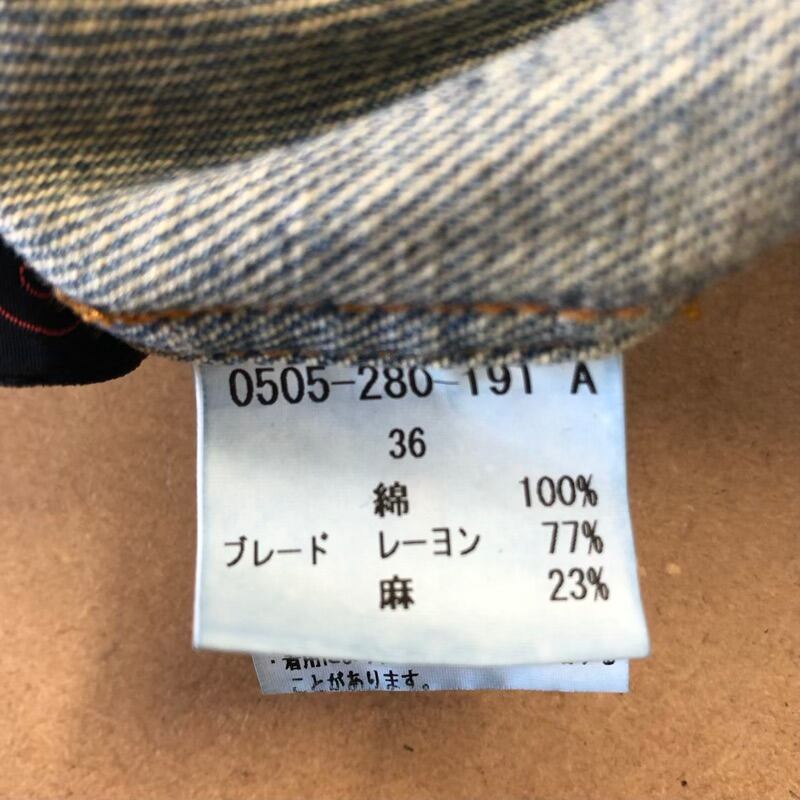 0505-280-191 A
36
綿 100%
ブレード レーヨン 77%
麻 23%
ことがあります。